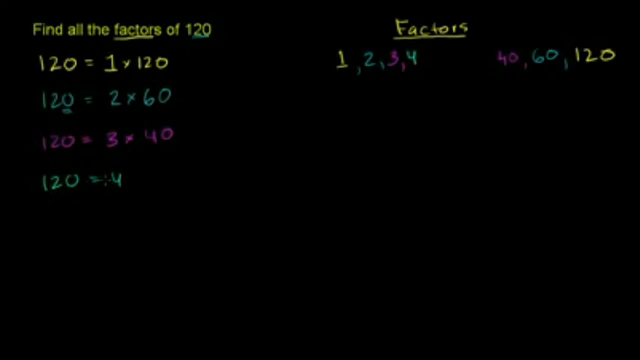 Find all the factors of 120
120 = 1 × 120
120 = 2 × 60
120 = 3 × 40
120 = 4
Factors
1, 2, 3, 4 40, 60, 120